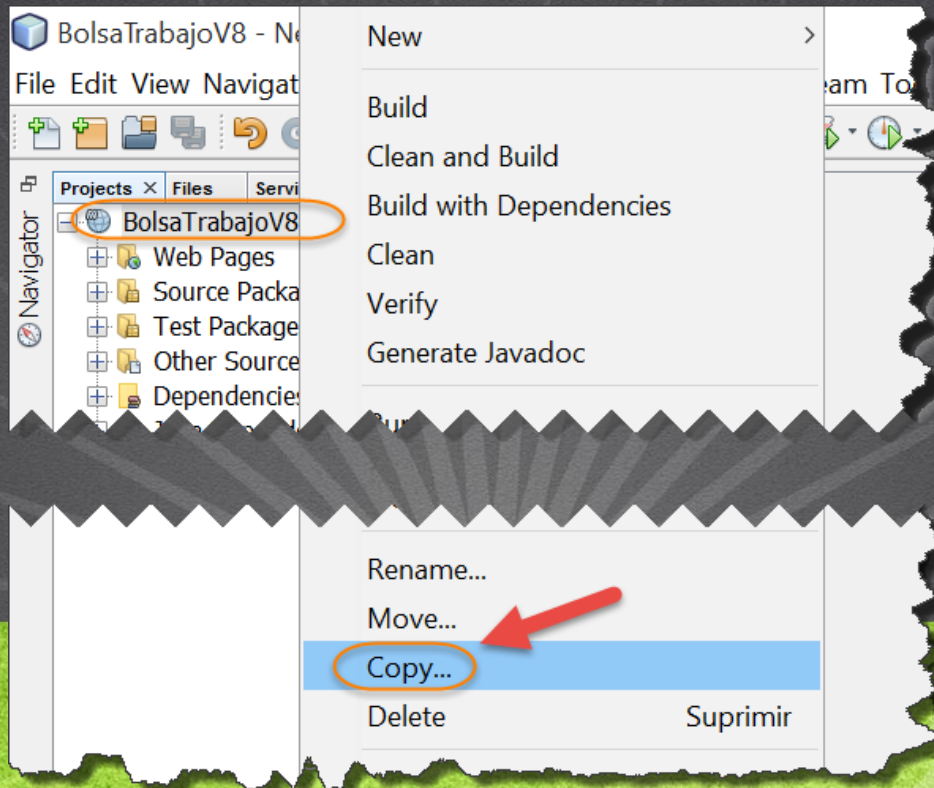 BolsaTrabajoV8 - Ne
File Edit View Navigat
eam To
Projects × Files Servi
Navigator
BolsaTrabajoV8
Web Pages
Source Packa
Test Package
Other Source
Dependencies
New
Build
Clean and Build
Build with Dependencies
Clean
Verify
Generate Javadoc
Rename...
Move...
Copy...
Delete Suprimir